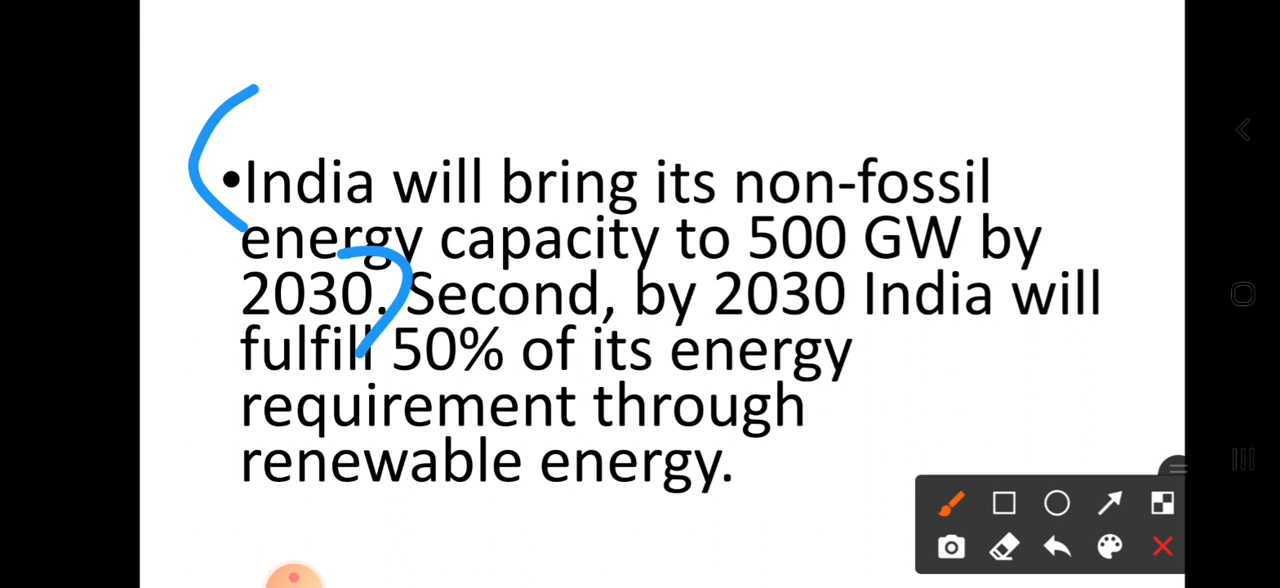 •India will bring its non-fossil
energy capacity to 500 GW by
2030. Second, by 2030 India will
fulfill 50% of its energy
requirement through
renewable energy.